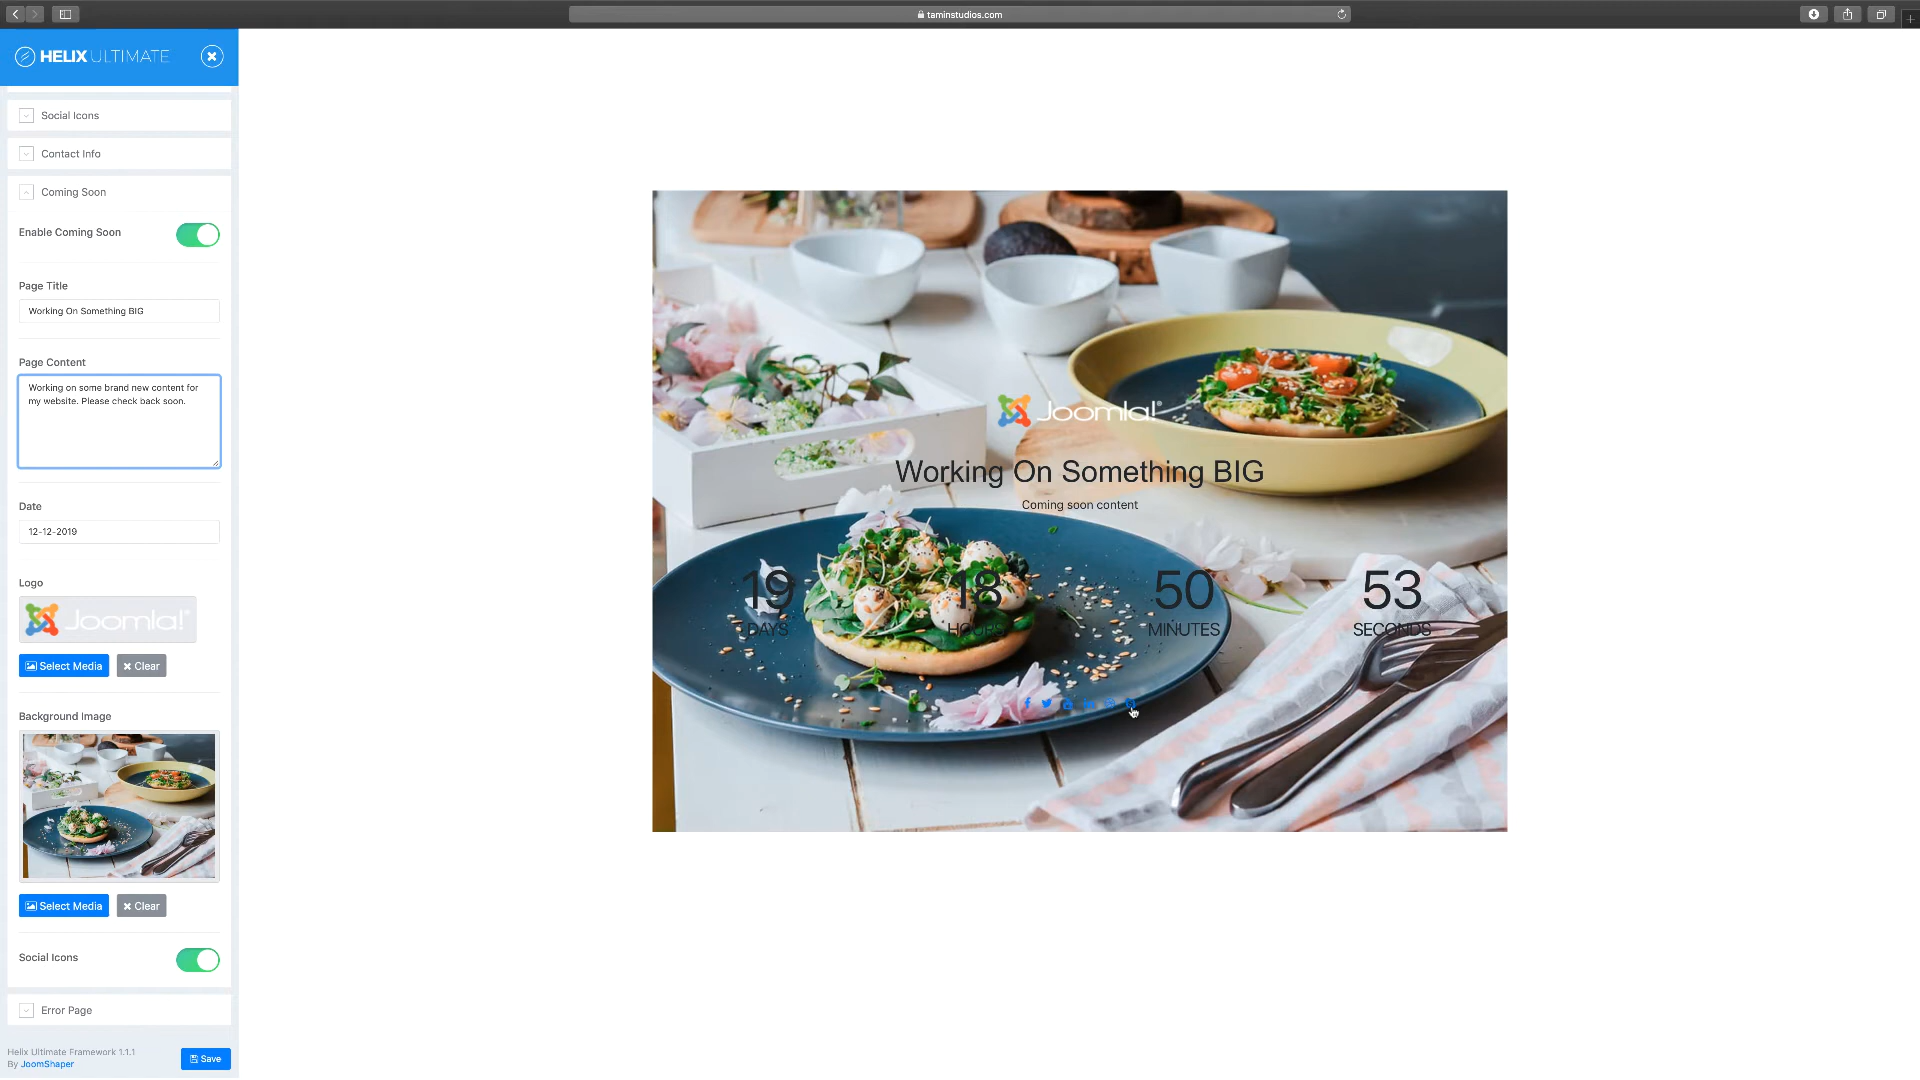 taminstudios.com
HELIX ULTIMATE
Social Icons
Contact Info
Coming Soon
Enable Coming Soon
Page Title
Working On Something BIG
Page Content
Working on some brand new content for
my website. Please check back soon.
Date
12-12-2019
Logo
Joomla!®
Select Media
Clear
Background Image
Select Media
Clear
Social Icons
Error Page
Helix Ultimate Framework 1.1.1
By JoomShaper
Save
Joomla!®
Working On Something BIG
Coming soon content
19 18 50 53
DAYS HOURS MINUTES SECONDS